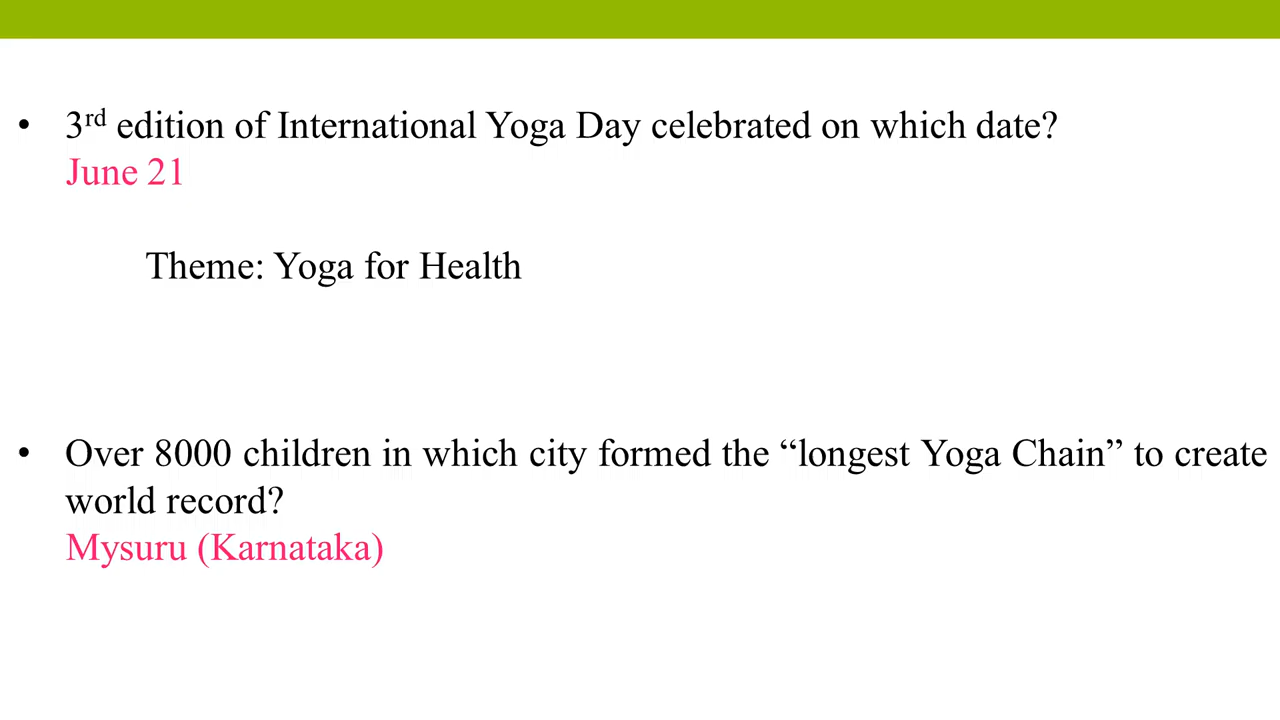 • 3rd edition of International Yoga Day celebrated on which date?
June 21
Theme: Yoga for Health
• Over 8000 children in which city formed the “longest Yoga Chain” to create
world record?
Mysuru (Karnataka)